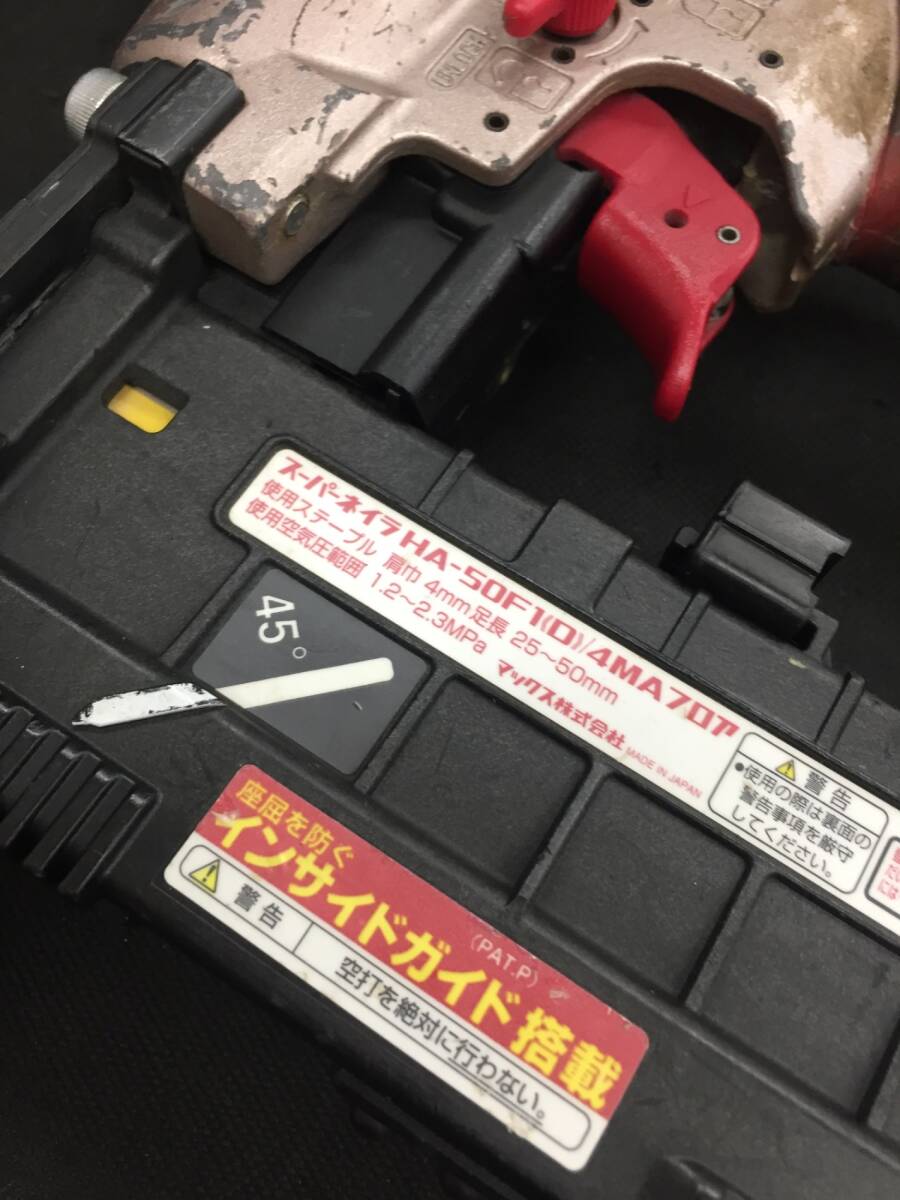 スーパーネイラ HA-50F1(D)/4MAフロア
使用ステープル 肩巾 4mm 足長 25〜50mm
使用空気圧範囲 1.2〜2.3MPa マックス株式会社 MADE IN JAPAN
警告
•使用の際は裏面の
警告事項を厳守
してください。
45°
座屈を防ぐ
インサイドガイド搭載
(PAT.P)
警告
空打を絶対に行わない。